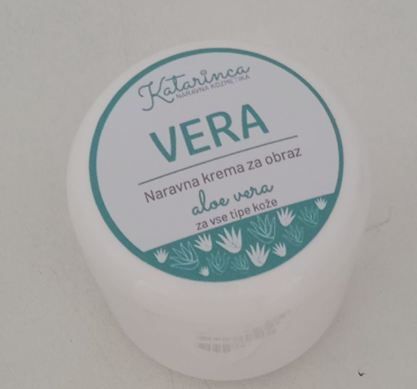 Katarinca
NARAVNA KOZMETIKA
VERA
Naravna krema za obraz
aloe vera
za vse tipe kože